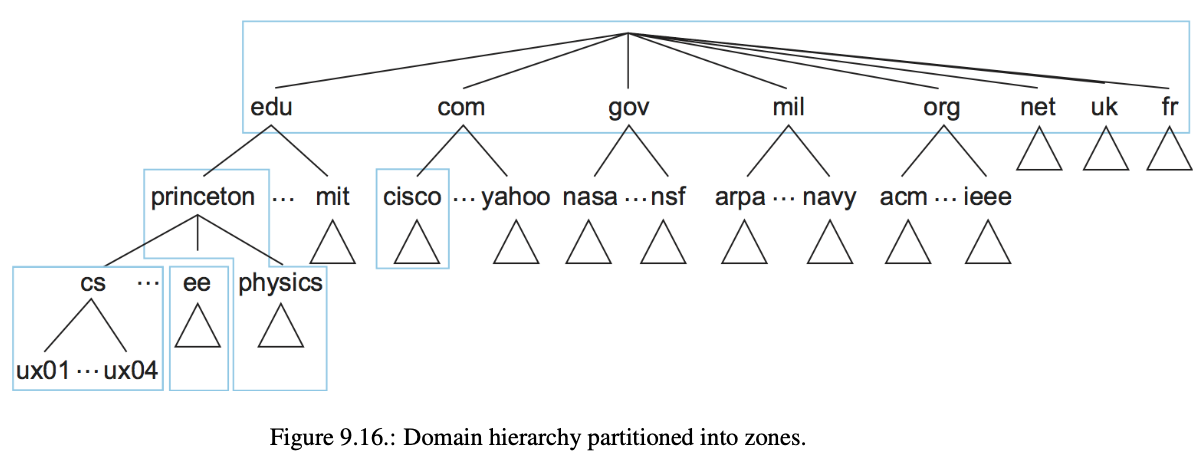 edu com gov mil org net uk fr
princeton ... mit cisco ... yahoo nasa ... nsf arpa ... navy acm ... ieee
cs ... ee physics
ux01 ... ux04
Figure 9.16.: Domain hierarchy partitioned into zones.